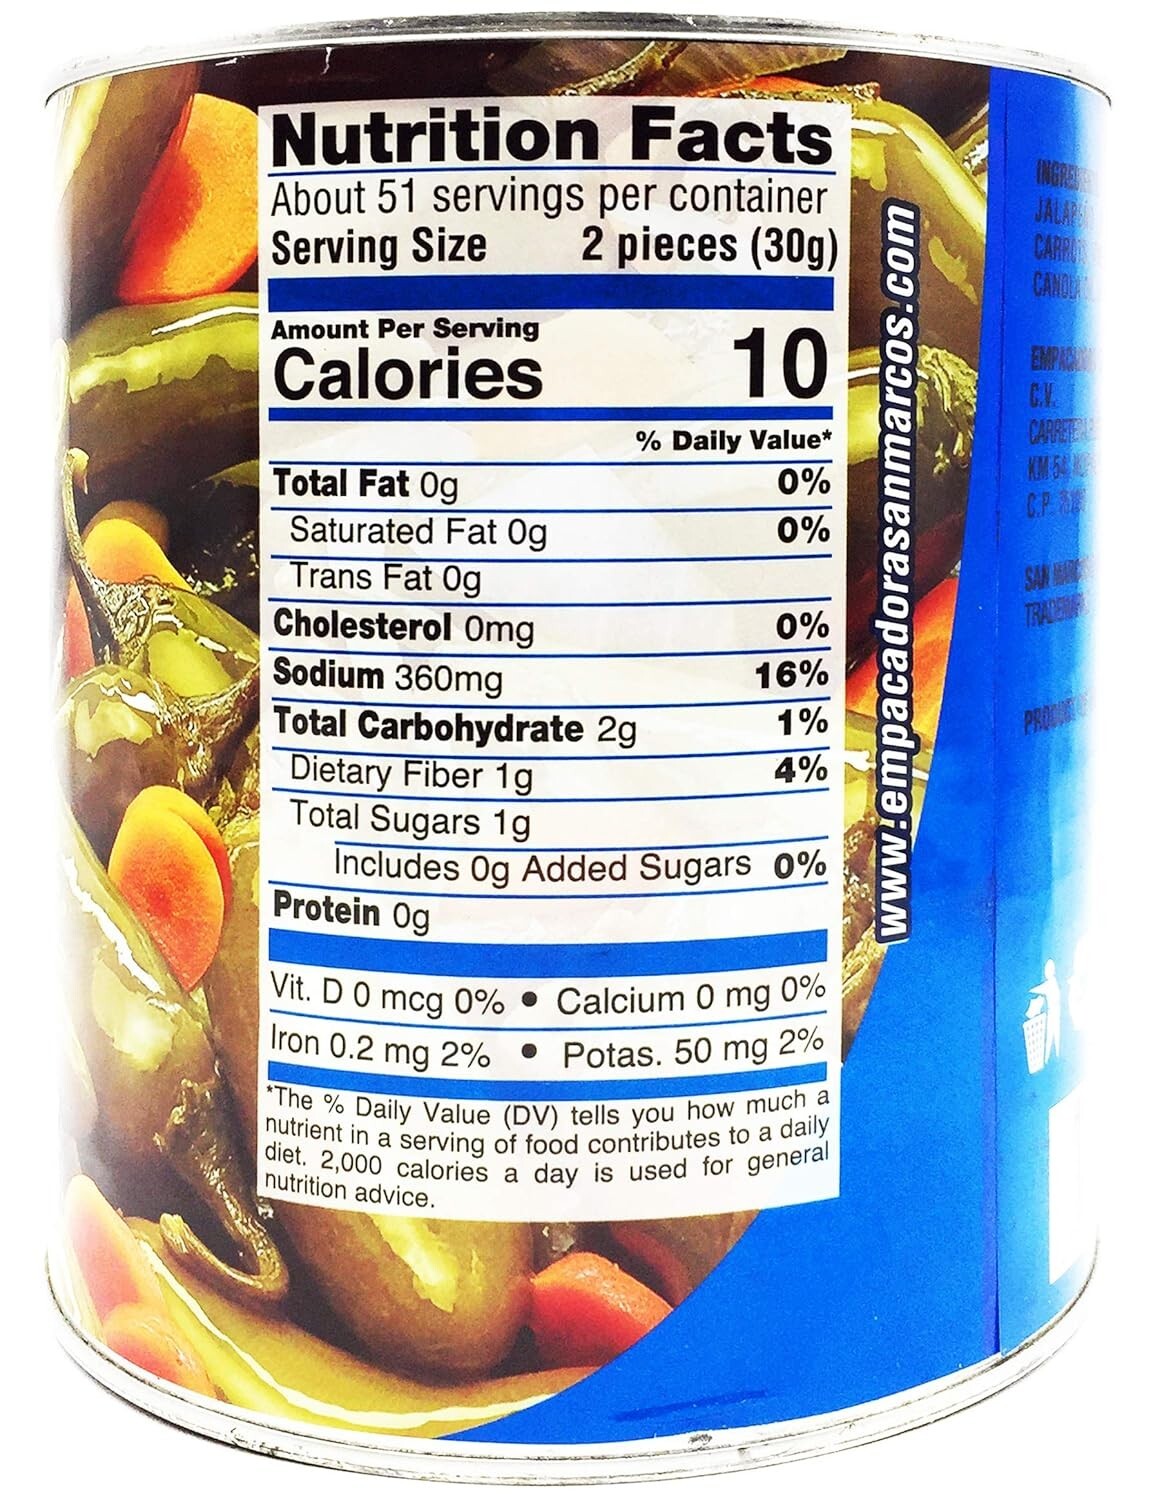 Nutrition Facts
About 51 servings per container
Serving Size 2 pieces (30g)
Amount Per Serving
Calories 10
% Daily Value*
Total Fat 0g 0%
Saturated Fat 0g 0%
Trans Fat 0g
Cholesterol 0mg 0%
Sodium 360mg 16%
Total Carbohydrate 2g 1%
Dietary Fiber 1g 4%
Total Sugars 1g
Includes 0g Added Sugars 0%
Protein 0g
Vit. D 0 mcg 0% • Calcium 0 mg 0%
Iron 0.2 mg 2% • Potas. 50 mg 2%
*The % Daily Value (DV) tells you how much a
nutrient in a serving of food contributes to a daily
diet. 2,000 calories a day is used for general
nutrition advice.
www.empacadorasanmarcos.com
CANOLA
C.V.
KM 54
C.P.
SAN